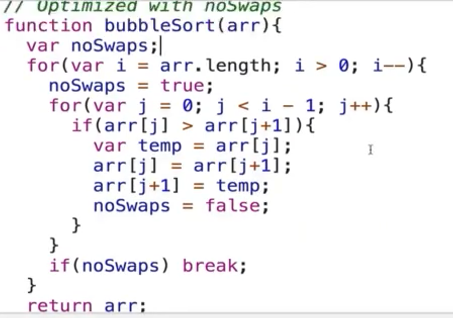 // Optimized with noSwaps
function bubbleSort(arr){
  var noSwaps;
  for(var i = arr.length; i > 0; i--){
    noSwaps = true;
    for(var j = 0; j < i - 1; j++){
      if(arr[j] > arr[j+1]){
        var temp = arr[j];
        arr[j] = arr[j+1];
        arr[j+1] = temp;
        noSwaps = false;
      }
    }
    if(noSwaps) break;
  }
  return arr;